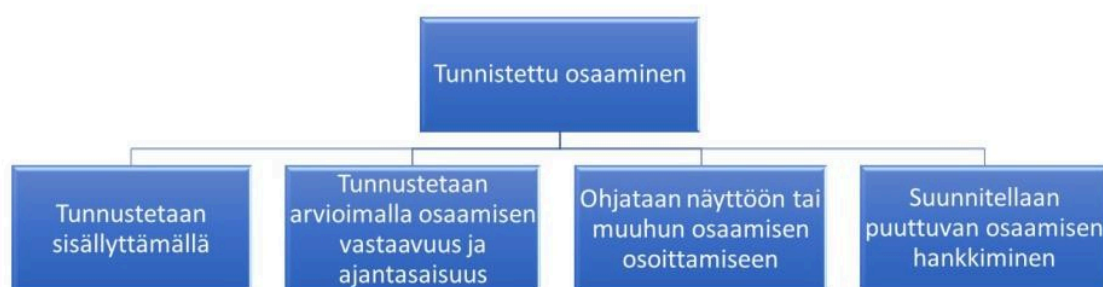 Tunnistettu osaaminen
Tunnustetaan
sisällyttämällä
Tunnustetaan
arvioimalla osaamisen
vastaavuus ja
ajantasaisuus
Ohjataan näyttöön tai
muuhun osaamisen
osoittamiseen
Suunnitellaan
puuttuvan osaamisen
hankkiminen